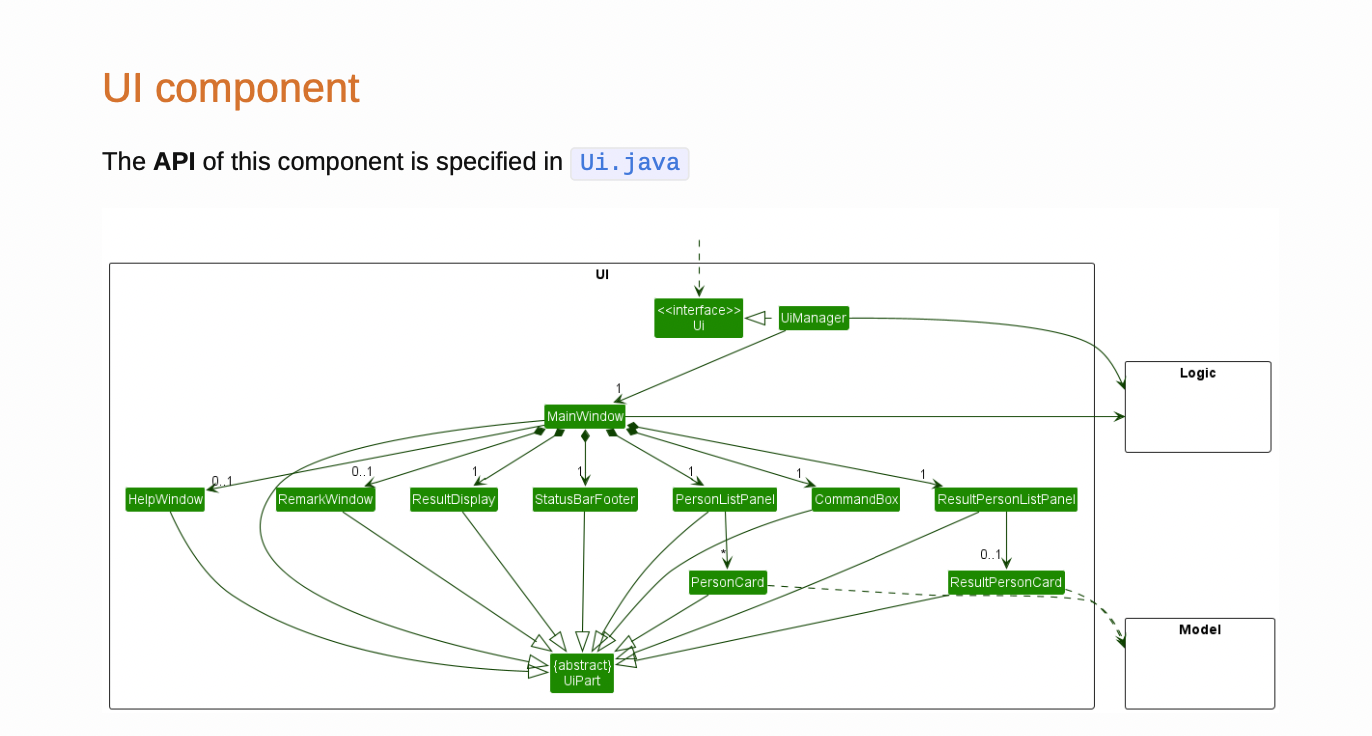 UI component
The API of this component is specified in Ui.java
UI
<<interface>>
Ui
UiManager
Logic
1
MainWindow
0..1
0..1
1
1
1
1
1
HelpWindow
RemarkWindow
ResultDisplay
StatusBarFooter
PersonListPanel
CommandBox
ResultPersonListPanel
*
0..1
PersonCard
ResultPersonCard
Model
{abstract}
UiPart